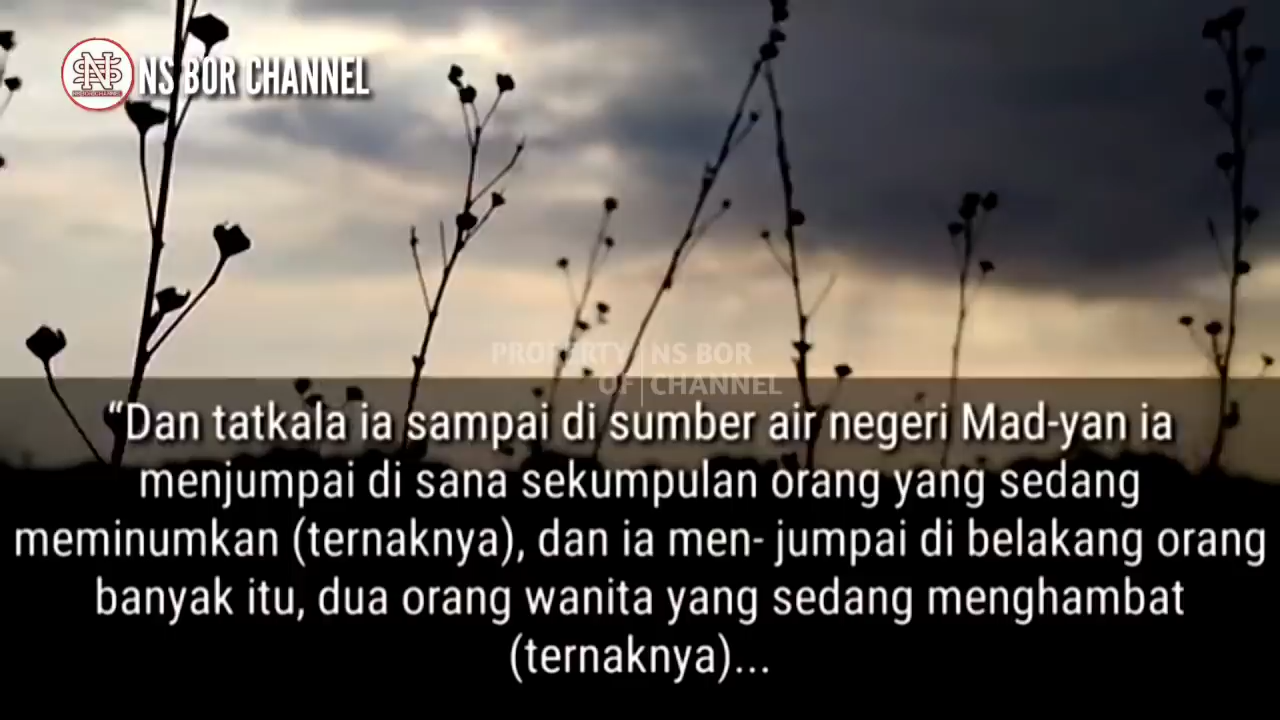 NS BOR CHANNEL
PROPERTY OF
NS BOR CHANNEL
“Dan tatkala ia sampai di sumber air negeri Mad-yan ia
menjumpai di sana sekumpulan orang yang sedang
meminumkan (ternaknya), dan ia men- jumpai di belakang orang
banyak itu, dua orang wanita yang sedang menghambat
(ternaknya)...